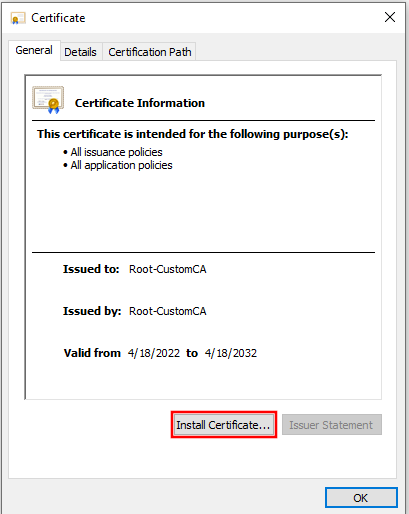 Certificate
General Details Certification Path
Certificate Information
This certificate is intended for the following purpose(s):
• All issuance policies
• All application policies
Issued to: Root-CustomCA
Issued by: Root-CustomCA
Valid from 4/18/2022 to 4/18/2032
Install Certificate... Issuer Statement
OK